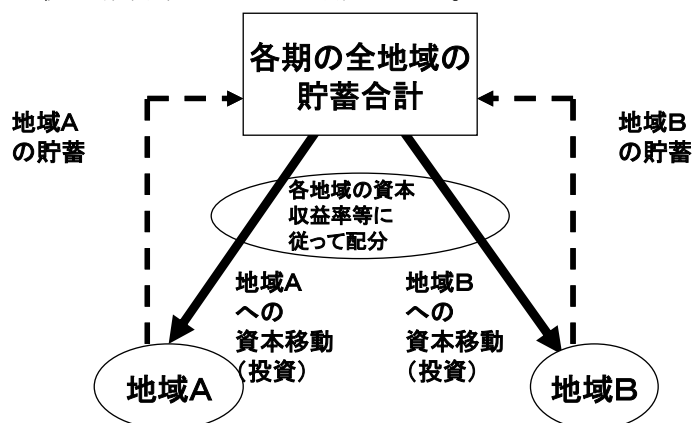 各期の全地域の
貯蓄合計
地域A
の貯蓄
地域B
の貯蓄
各地域の資本
収益率等に
従って配分
地域A
への
資本移動
(投資)
地域B
への
資本移動
(投資)
地域A
地域B